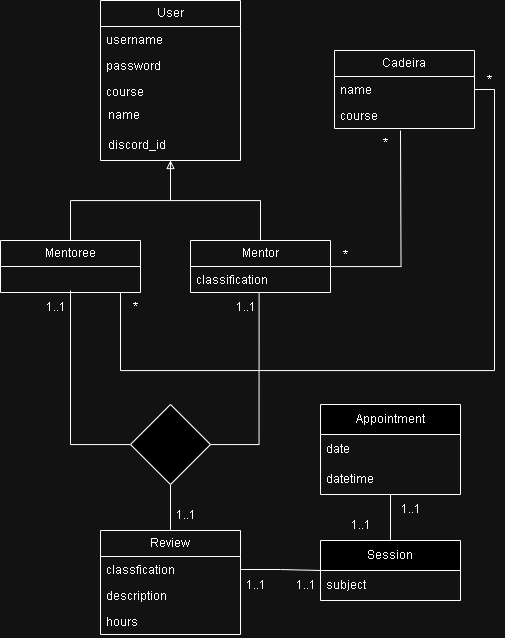 User
username
password
course
name
discord_id
Cadeira
name
course
*
*
Mentoree
Mentor
classification
*
1..1
*
1..1
Appointment
date
datetime
1..1
1..1
1..1
Review
classfication
description
hours
1..1
1..1
Session
subject